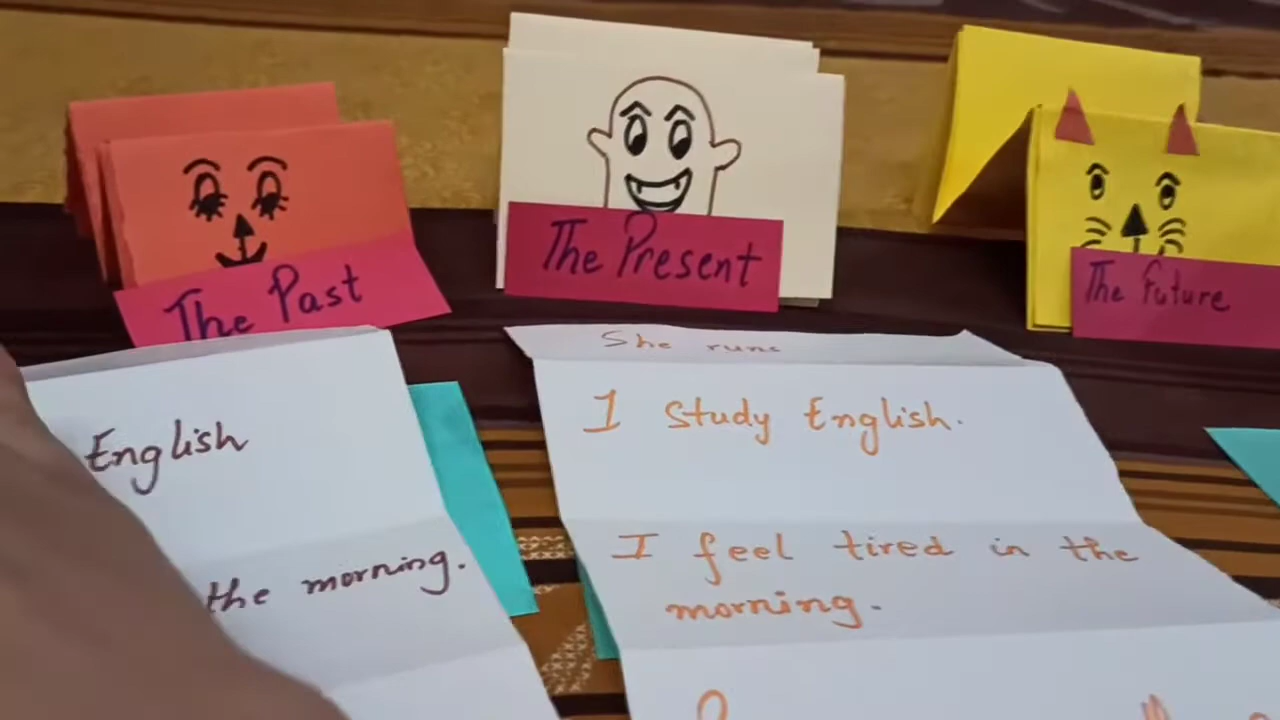 The Past
The Present
The Future
English
the morning.
She runs
I study English.
I feel tired in the
morning.